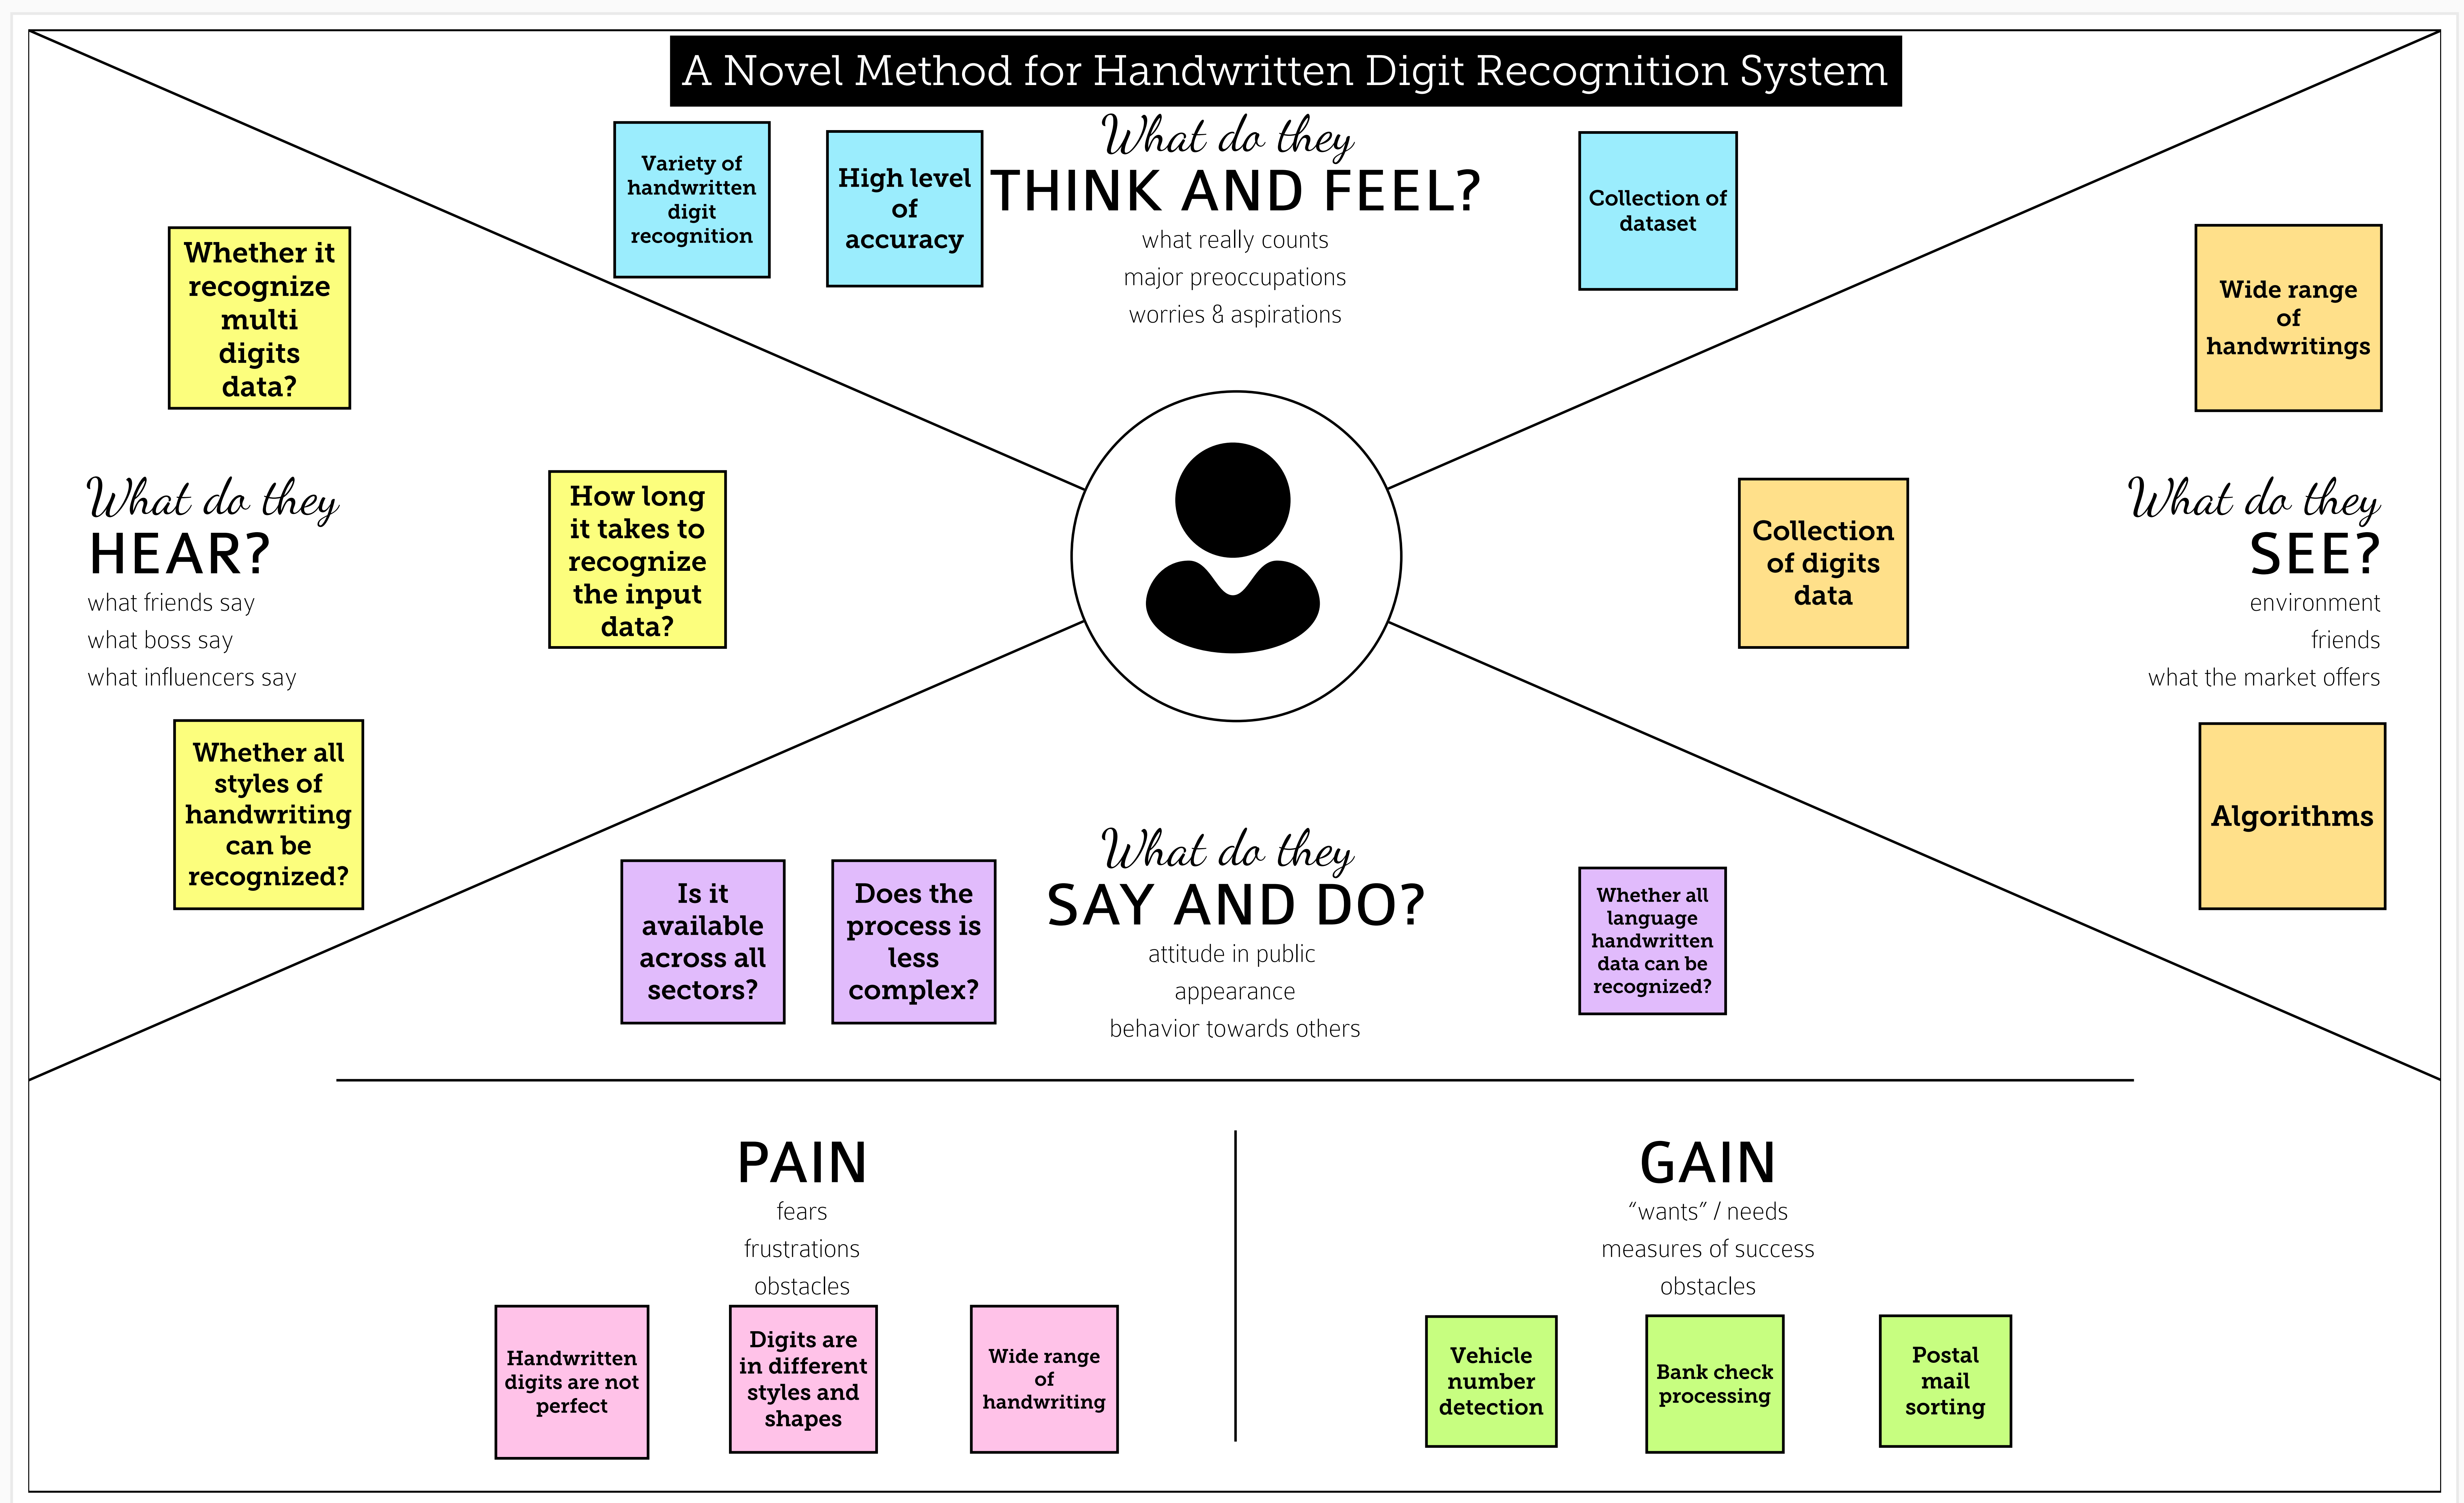 A Novel Method for Handwritten Digit Recognition System
What do they
THINK AND FEEL?
what really counts
major preoccupations
worries & aspirations
Variety of
handwritten
digit
recognition
High level
of
accuracy
Collection of
dataset
Whether it
recognize
multi
digits
data?
What do they
HEAR?
what friends say
what boss say
what influencers say
How long
it takes to
recognize
the input
data?
Whether all
styles of
handwriting
can be
recognized?
Wide range
of
handwritings
Collection
of digits
data
What do they
SEE?
environment
friends
what the market offers
Algorithms
What do they
SAY AND DO?
attitude in public
appearance
behavior towards others
Is it
available
across all
sectors?
Does the
process is
less
complex?
Whether all
language
handwritten
data can be
recognized?
PAIN
fears
frustrations
obstacles
Handwritten
digits are not
perfect
Digits are
in different
styles and
shapes
Wide range
of
handwriting
GAIN
“wants” / needs
measures of success
obstacles
Vehicle
number
detection
Bank check
processing
Postal
mail
sorting